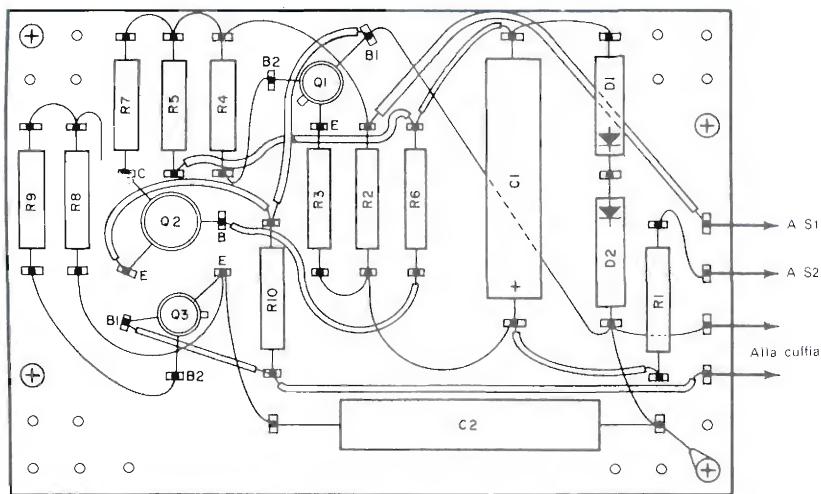 B2
Q1
B1
D1
R7
R5
R4
E
R9
R8
C
R3
R2
R6
C1
Q2
B
A S1
E
E
R10
D2
R1
A S2
B1
Q3
+
Alla cuffia
B2
C2